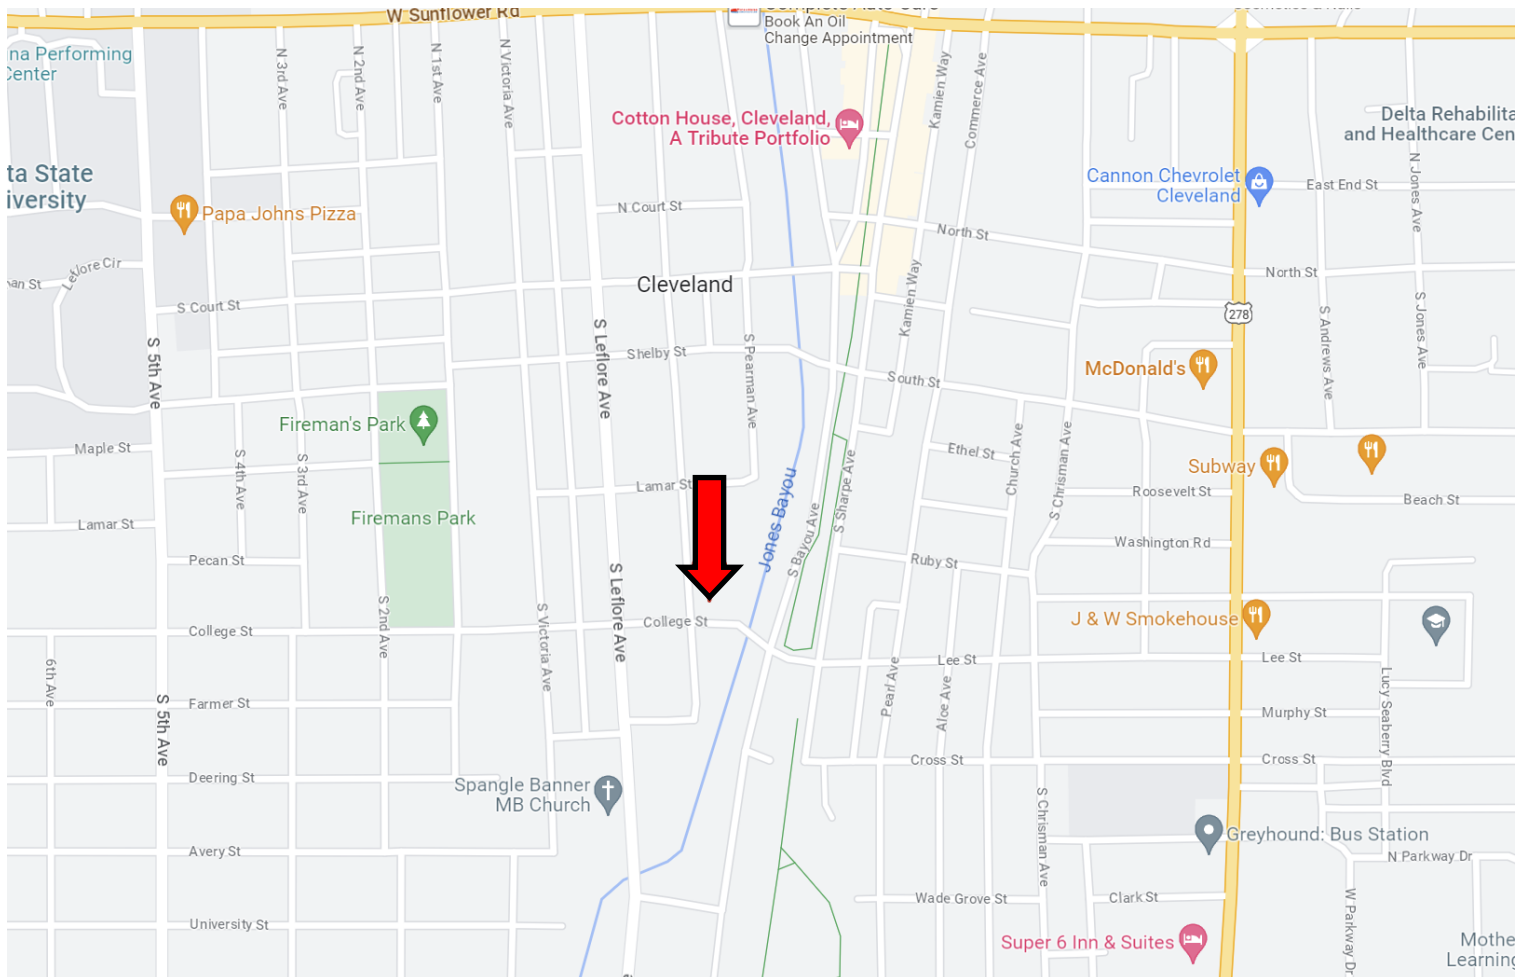 W Sunflower Rd
Book An Oil
Change Appointment
na Performing
Center
N 3rd Ave
N 2nd Ave
N 1st Ave
N Victoria Ave
Kamien Way
Commerce Ave
Cotton House, Cleveland,
A Tribute Portfolio
Delta Rehabilita
and Healthcare Cen
ta State
iversity
Papa Johns Pizza
N Court St
Cannon Chevrolet
Cleveland
East End St
N Jones Ave
North St
Leflore Cir
an St
Cleveland
North St
S Court St
Kamien Way
278
S Andrews Ave
S Jones Ave
S 5th Ave
S Leflore Ave
Shelby St
S Pearman Ave
South St
McDonald's
Fireman's Park
Maple St
S 4th Ave
S 3rd Ave
Ethel St
Church Ave
S Chrisman Ave
Subway
Lamar St
Jones Bayou
S Bayou Ave
S Sharpe Ave
Roosevelt St
Beach St
Firemans Park
Lamar St
Washington Rd
Pecan St
Ruby St
S 2nd Ave
S Victoria Ave
S Leflore Ave
College St
College St
J & W Smokehouse
6th Ave
S 5th Ave
Pearl Ave
Aloe Ave
Lee St
Lee St
Lucy Seaberry Blvd
Farmer St
Murphy St
Deering St
Spangle Banner
MB Church
Cross St
Cross St
S Chrisman Ave
Greyhound: Bus Station
Avery St
N Parkway Dr
University St
Wade Grove St
Clark St
W Parkway Dr
Super 6 Inn & Suites
Mothe
Learning